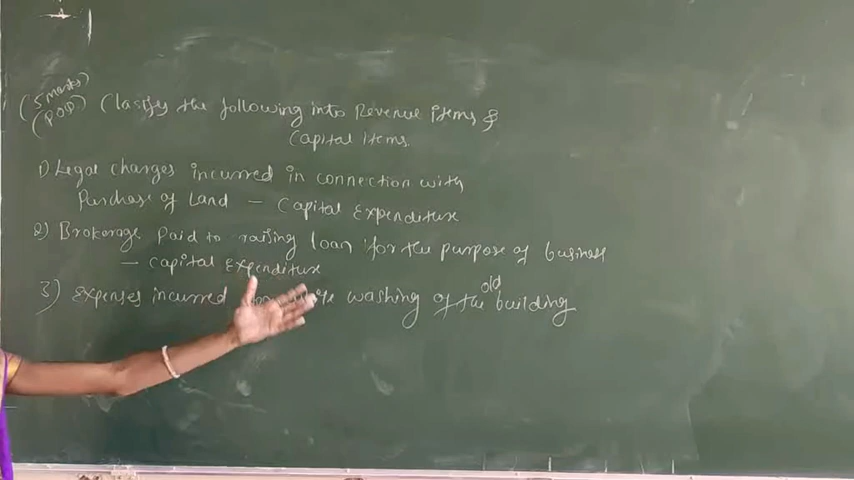 (5 marks)
Clasify the following into Revenue items &
Capital items.
1) Legal charges incurred in connection with
Purchase of Land - Capital Expenditure
2) Brokerage Paid to raising loan for the purpose of business
- Capital Expenditure
3) Expenses incurred washing of the old building